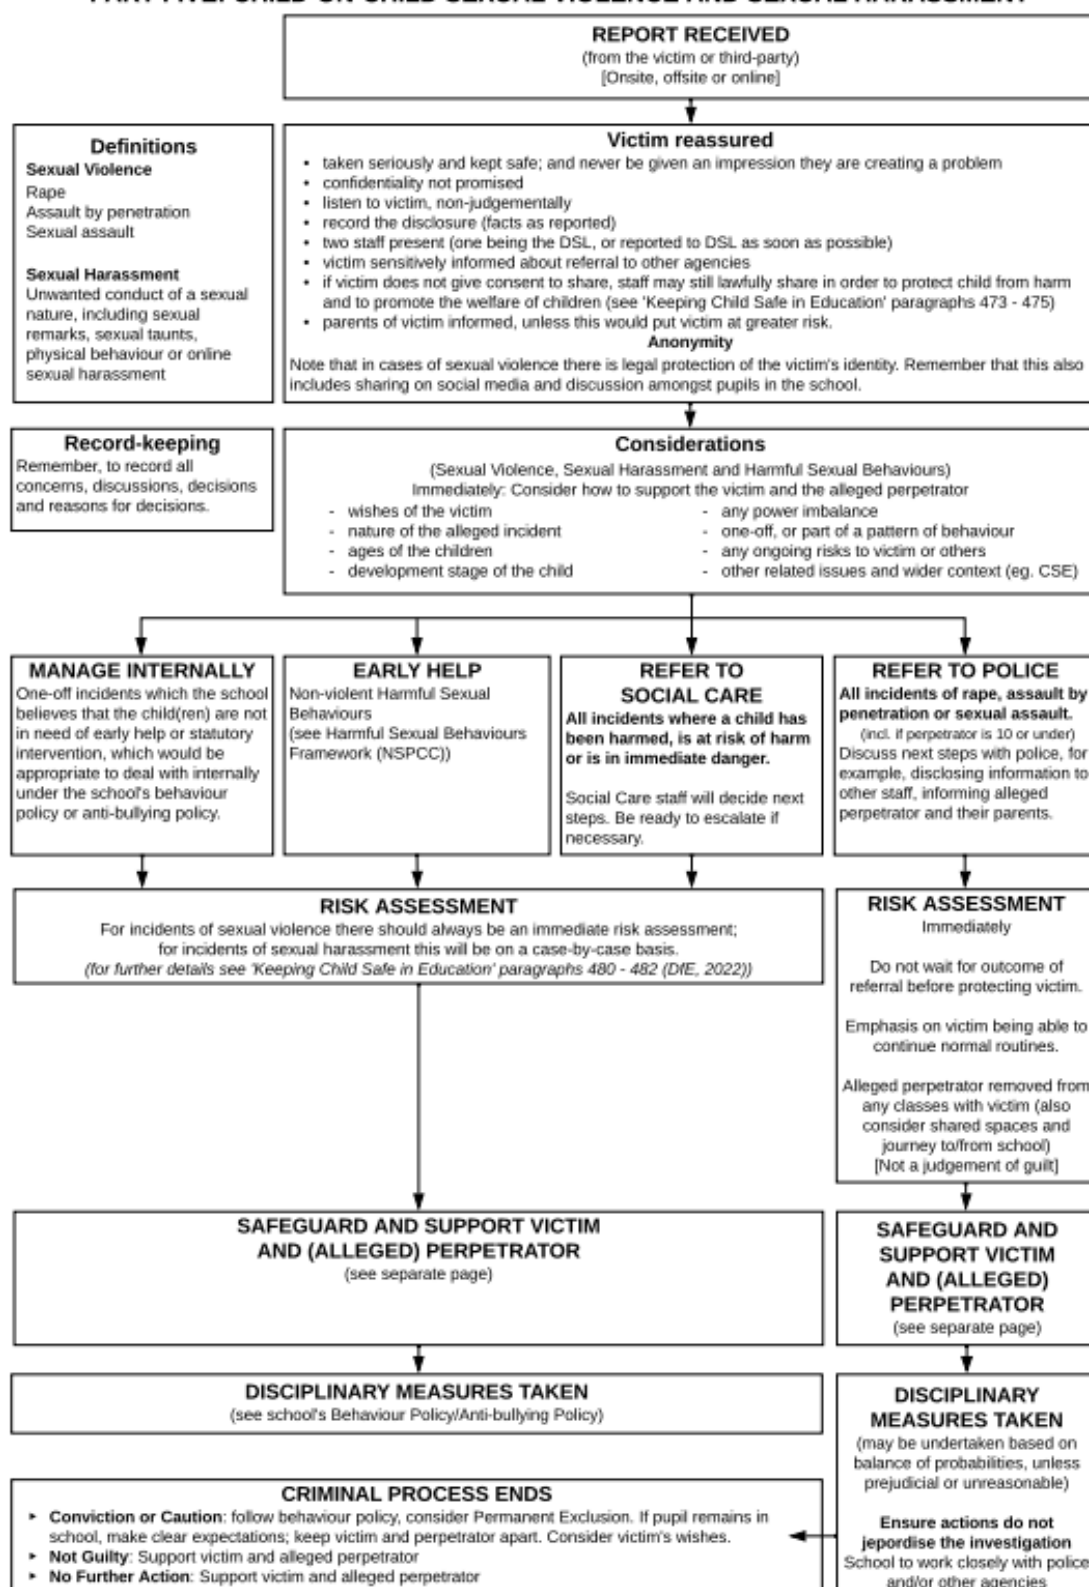 REPORT RECEIVED
(from the victim or third-party)
[Onsite, offsite or online]
Definitions
Sexual Violence
Rape
Assault by penetration
Sexual assault
Sexual Harassment
Unwanted conduct of a sexual
nature, including sexual
remarks, sexual taunts,
physical behaviour or online
sexual harassment
Victim reassured
• taken seriously and kept safe; and never be given an impression they are creating a problem
• confidentiality not promised
• listen to victim, non-judgementally
• record the disclosure (facts as reported)
• two staff present (one being the DSL, or reported to DSL as soon as possible)
• victim sensitively informed about referral to other agencies
• if victim does not give consent to share, staff may still lawfully share in order to protect child from harm
and to promote the welfare of children (see 'Keeping Child Safe in Education' paragraphs 473 - 475)
• parents of victim informed, unless this would put victim at greater risk.
Anonymity
Note that in cases of sexual violence there is legal protection of the victim's identity. Remember that this also
includes sharing on social media and discussion amongst pupils in the school.
Record-keeping
Remember, to record all
concerns, discussions, decisions
and reasons for decisions.
Considerations
(Sexual Violence, Sexual Harassment and Harmful Sexual Behaviours)
Immediately: Consider how to support the victim and the alleged perpetrator
- wishes of the victim
- nature of the alleged incident
- ages of the children
- development stage of the child
- any power imbalance
- one-off, or part of a pattern of behaviour
- any ongoing risks to victim or others
- other related issues and wider context (eg. CSE)
MANAGE INTERNALLY
One-off incidents which the school
believes that the child(ren) are not
in need of early help or statutory
intervention, which would be
appropriate to deal with internally
under the school's behaviour
policy or anti-bullying policy.
EARLY HELP
Non-violent Harmful Sexual
Behaviours
(see Harmful Sexual Behaviours
Framework (NSPCC))
REFER TO
SOCIAL CARE
All incidents where a child has
been harmed, is at risk of harm
or is in immediate danger.
Social Care staff will decide next
steps. Be ready to escalate if
necessary.
REFER TO POLICE
All incidents of rape, assault by
penetration or sexual assault.
(incl. if perpetrator is 10 or under)
Discuss next steps with police, for
example, disclosing information to
other staff, informing alleged
perpetrator and their parents.
RISK ASSESSMENT
For incidents of sexual violence there should always be an immediate risk assessment;
for incidents of sexual harassment this will be on a case-by-case basis.
(for further details see 'Keeping Child Safe in Education' paragraphs 480 - 482 (DfE, 2022))
RISK ASSESSMENT
Immediately
Do not wait for outcome of
referral before protecting victim.
Emphasis on victim being able to
continue normal routines.
Alleged perpetrator removed from
any classes with victim (also
consider shared spaces and
journey to/from school)
[Not a judgement of guilt]
SAFEGUARD AND SUPPORT VICTIM
AND (ALLEGED) PERPETRATOR
(see separate page)
SAFEGUARD AND
SUPPORT VICTIM
AND (ALLEGED)
PERPETRATOR
(see separate page)
DISCIPLINARY MEASURES TAKEN
(see school's Behaviour Policy/Anti-bullying Policy)
DISCIPLINARY
MEASURES TAKEN
(may be undertaken based on
balance of probabilities, unless
prejudicial or unreasonable)
Ensure actions do not
jepordise the investigation
School to work closely with police
and/or other agencies
CRIMINAL PROCESS ENDS
‣ Conviction or Caution: follow behaviour policy, consider Permanent Exclusion. If pupil remains in
school, make clear expectations; keep victim and perpetrator apart. Consider victim's wishes.
‣ Not Guilty: Support victim and alleged perpetrator
‣ No Further Action: Support victim and alleged perpetrator